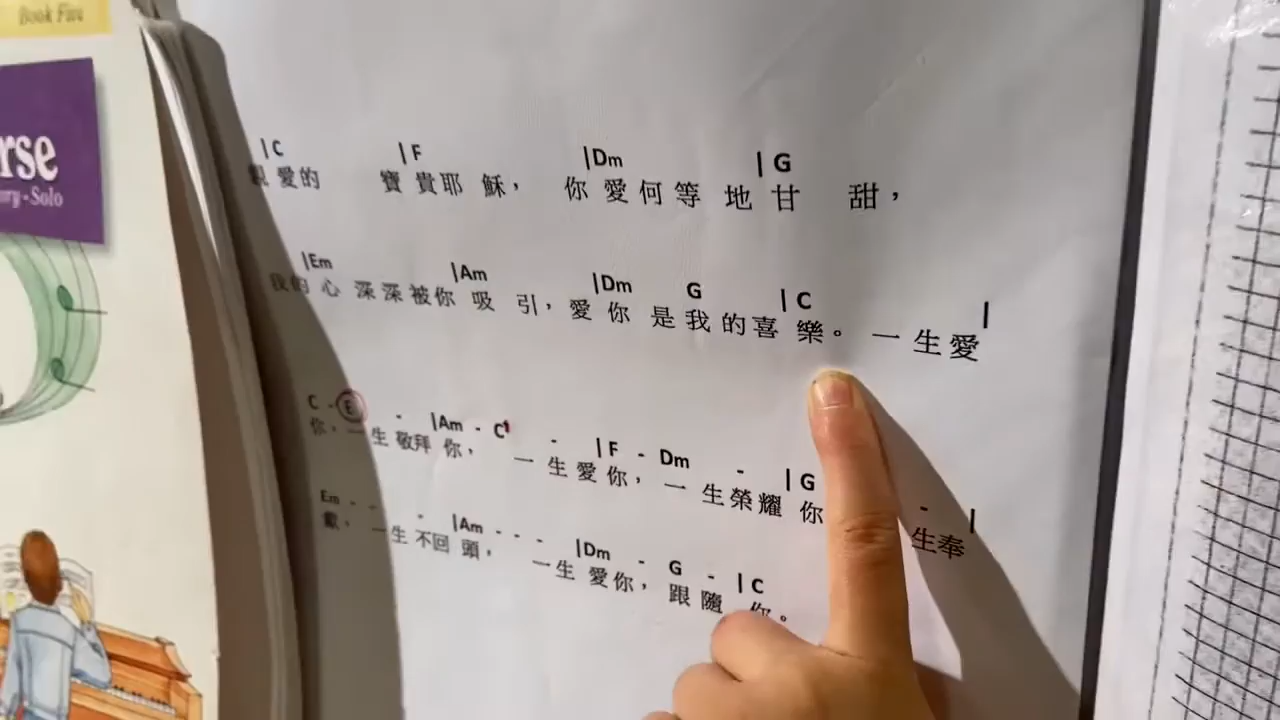 Book Five
rse
ory・Solo
|C |F |Dm |G
親愛的 寶貴耶穌， 你愛何等地甘甜，
|Em |Am |Dm G |C |
我的心深深被你吸引，愛你是我的喜樂。一生愛
C - E - |Am - C - |F - Dm - |G - |
你，一生敬拜你， 一生愛你，一生榮耀你 生奉
Em - - - |Am - - - |Dm - G - |C
獻，一生不回頭， 一生愛你，跟隨你。